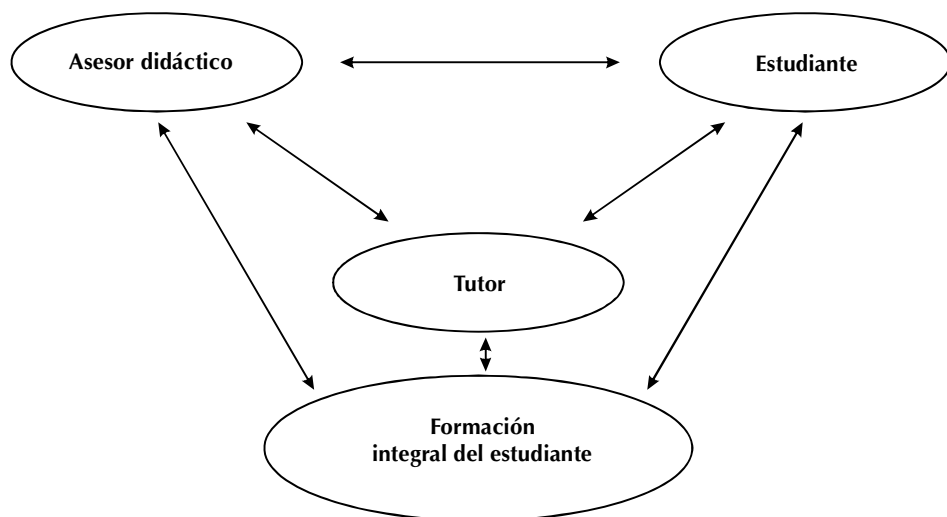 Asesor didáctico
Estudiante
Tutor
Formación
integral del estudiante